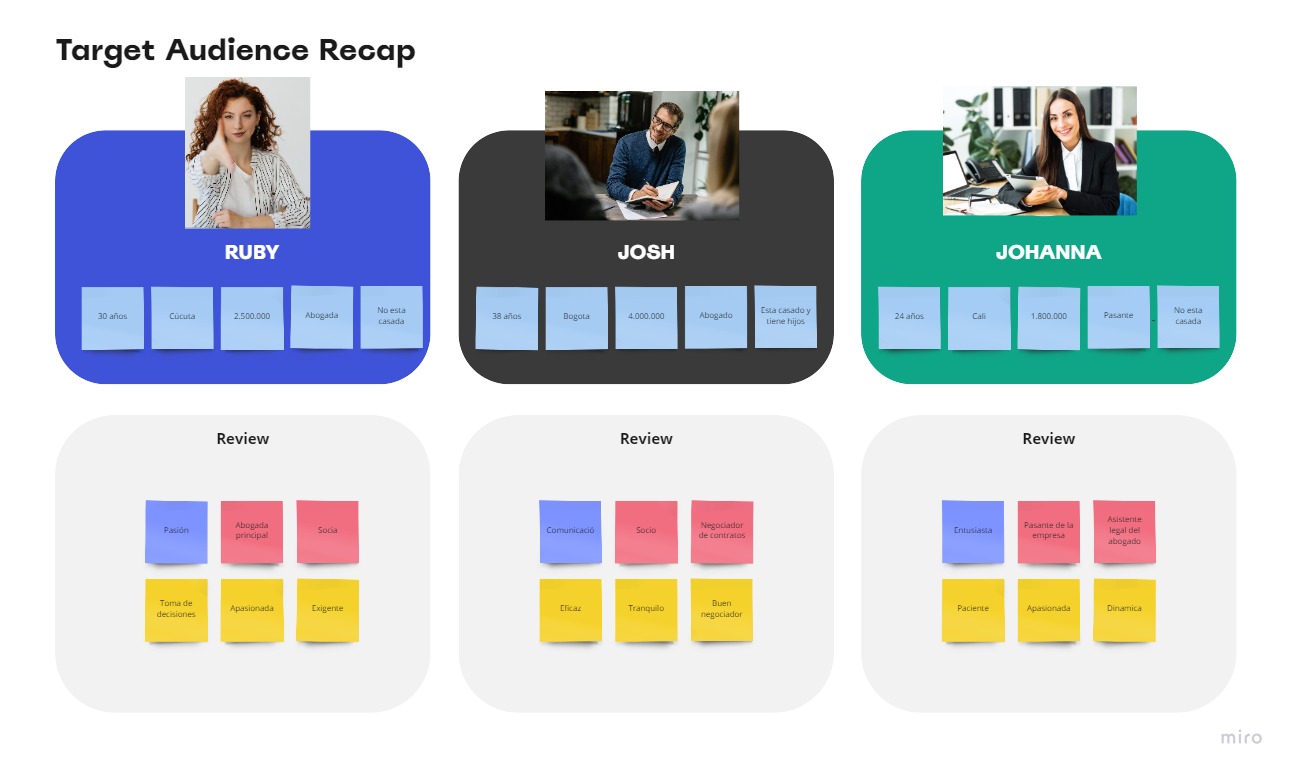 Target Audience Recap
RUBY
30 años
Cúcuta
2.500.000
Abogada
No esta
casada
JOSH
38 años
Bogota
4.000.000
Abogado
Esta casado y
tiene hijos
JOHANNA
24 años
Cali
1.800.000
Pasante
-
No esta
casada
Review
Pasión
Abogada
principal
Socia
Toma de
decisiones
Apasionada
Exigente
Review
Comunicació
Socio
Negociador
de contratos
Eficaz
Tranquilo
Buen
negociador
Review
Entusiasta
Pasante de la
empresa
Asistente
legal del
abogado
Paciente
Apasionada
Dinamica
miro